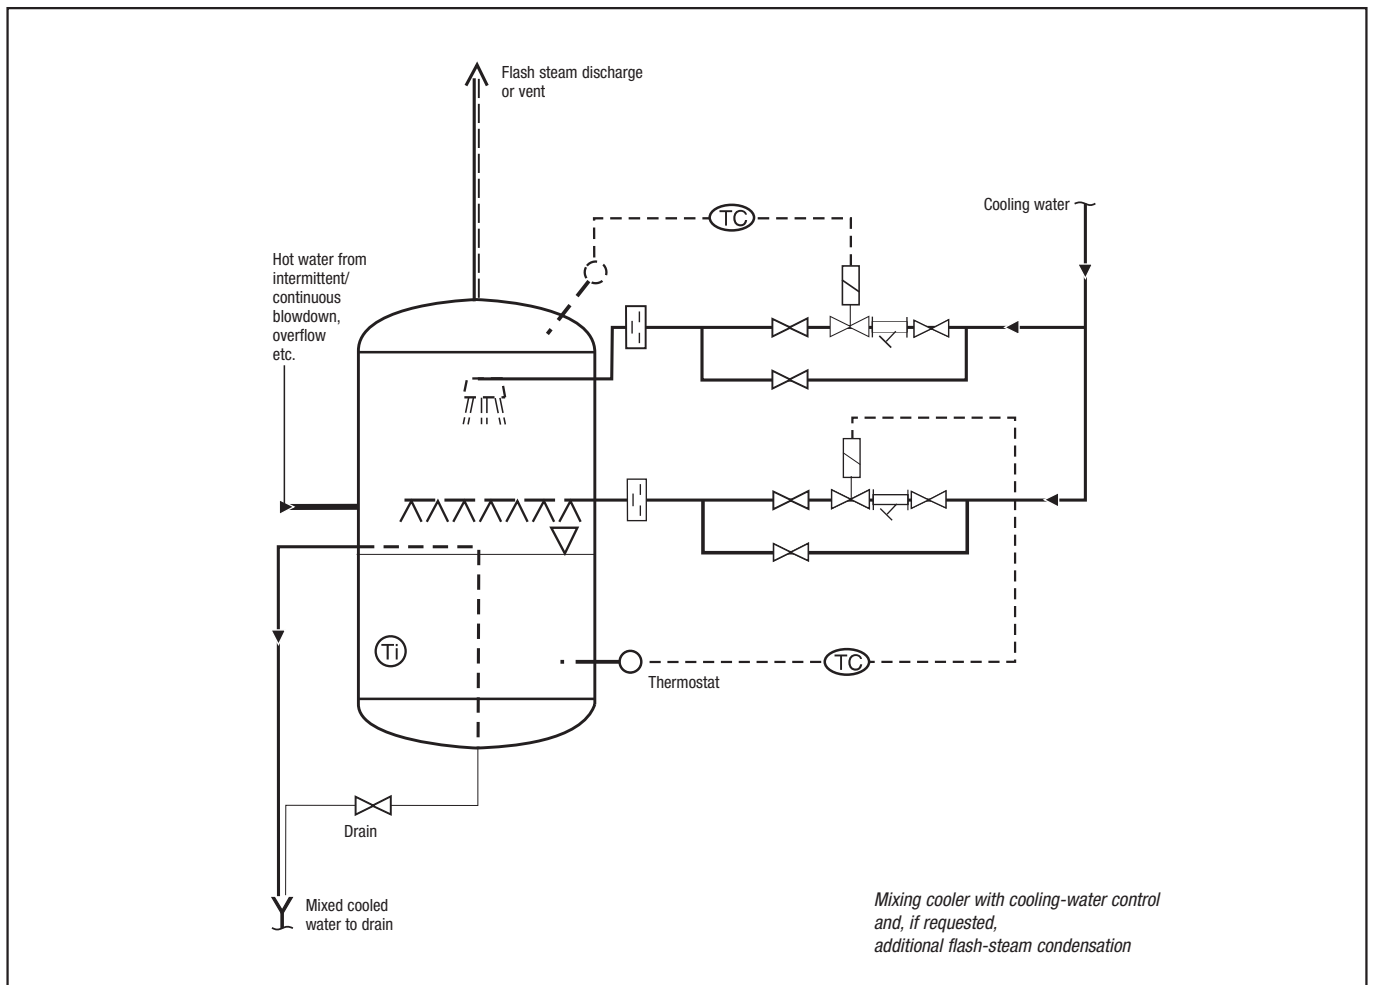 Flash steam discharge
or vent
TC
Cooling water
Hot water from
intermittent/
continuous
blowdown,
overflow
etc.
Ti
TC
Thermostat
Drain
Mixed cooled
water to drain
Mixing cooler with cooling-water control
and, if requested,
additional flash-steam condensation